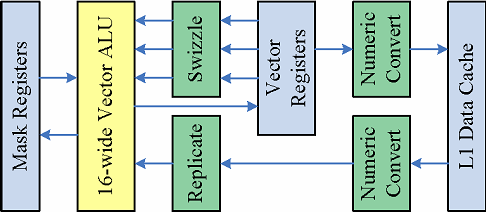 Mask Registers
16-wide Vector ALU
Swizzle
Replicate
Vector
Registers
Numeric
Convert
Numeric
Convert
L1 Data Cache